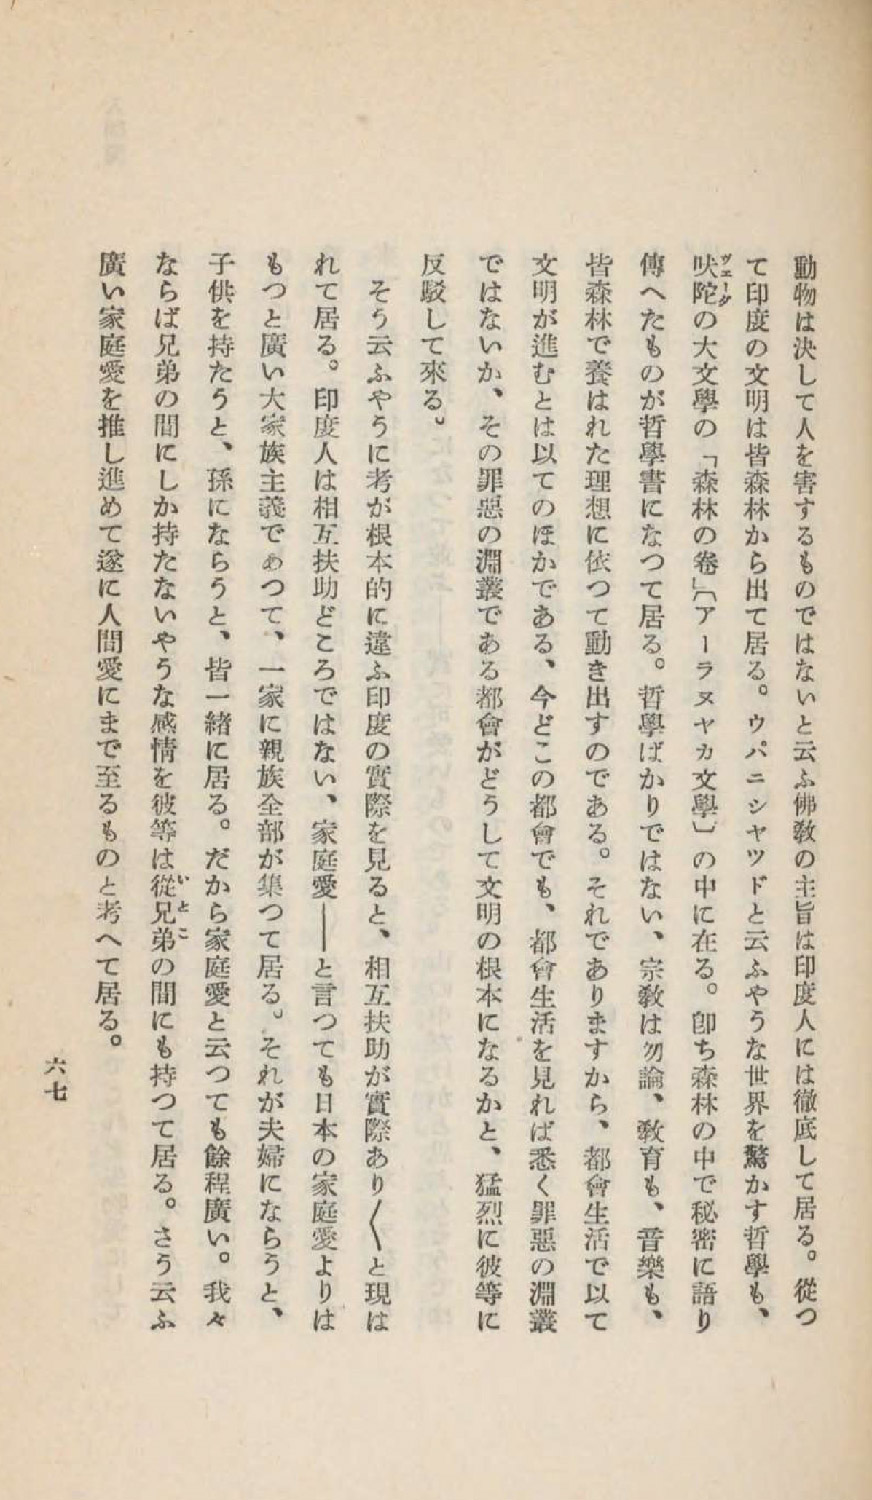 動物は決して人を害するものではないと云ふ佛敎の主旨は印度人には徹底して居る。從つ
て印度の文明は皆森林から出て居る。ウパニシヤツドと云ふやうな世界を驚かす哲學も、
吠陀ヴエーダの大文學の「森林の卷」〔アーラヌヤカ文學〕の中に在る。卽ち森林の中で秘密に語り
傳へたものが哲學書になつて居る。哲學ばかりではない、宗敎は勿論、敎育も、音樂も、
皆森林で養はれた理想に依つて動き出すのである。それでありますから、都會生活で以て
文明が進むとは以てのほかである、今どこの都會でも、都會生活を見れば悉く罪惡の淵叢
ではないか、その罪惡の淵叢である都會がどうして文明の根本になるかと、猛烈に彼等に
反駁して來る。
そう云ふやうに考が根本的に違ふ印度の實際を見ると、相互扶助が實際あり〱と現は
れて居る。印度人は相互扶助どころではない、家庭愛——と言つても日本の家庭愛よりは
もつと廣い大家族主義であつて、一家に親族全部が集つて居る。それが夫婦にならうと、
子供を持たうと、孫にならうと、皆一緖に居る。だから家庭愛と云つても餘程廣い。我々
ならば兄弟の間にしか持たないやうな感情を彼等は從兄弟いとこの間にも持つて居る。さう云ふ
廣い家庭愛を推し進めて遂に人間愛にまで至るものと考へて居る。
六七